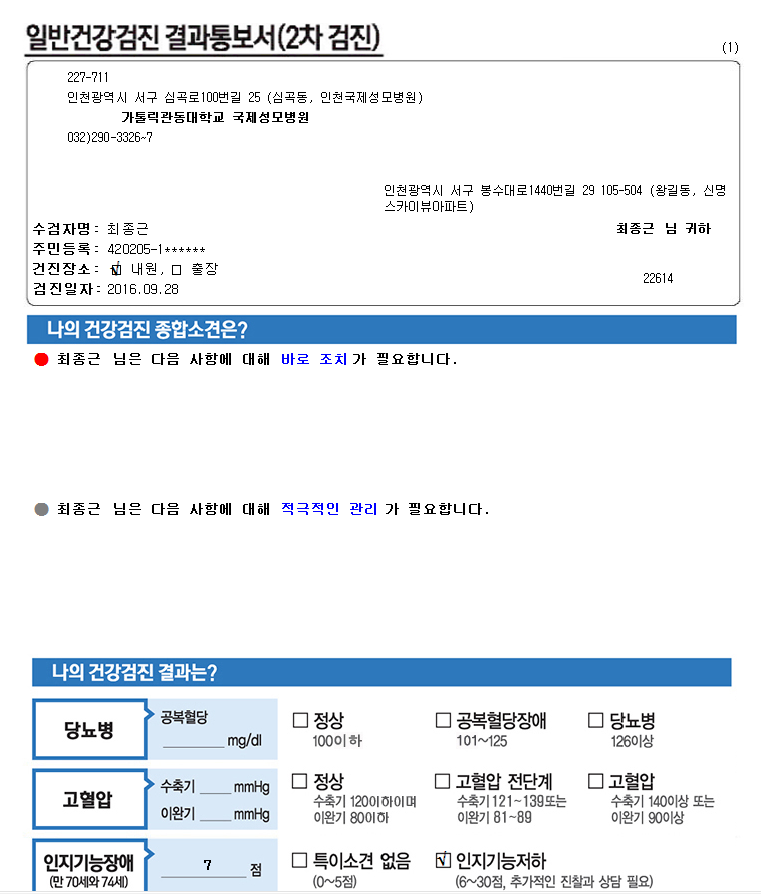 일반건강검진 결과통보서(2차 검진)
(1)
227-711
인천광역시 서구 심곡로100번길 25 (심곡동, 인천국제성모병원)
가톨릭관동대학교 국제성모병원
032)290-3326~7
인천광역시 서구 봉수대로1440번길 29 105-504 (왕길동, 신명
스카이뷰아파트)
수검자명: 최종근
최종근 님 귀하
주민등록: 420205-1******
건진장소: ☑ 내원, □ 출장
22614
검진일자: 2016.09.28
나의 건강검진 종합소견은?
● 최종근 님은 다음 사항에 대해 바로 조치가 필요합니다.
● 최종근 님은 다음 사항에 대해 적극적인 관리 가 필요합니다.
나의 건강검진 결과는?
당뇨병 공복혈당 ____ mg/dl □ 정상 □ 공복혈당장애 □ 당뇨병
100이하 101~125 126이상
고혈압 수축기 ____ mmHg □ 정상 □ 고혈압 전단계 □ 고혈압
수축기 120이하이며 수축기 121~139또는 수축기 140이상 또는
이완기 ____ mmHg 이완기 80이하 이완기 81~89 이완기 90이상
인지기능장애 7 점 □ 특이소견 없음 ☑ 인지기능저하
(만 70세와 74세) (0~5점) (6~30점, 추가적인 진찰과 상담 필요)